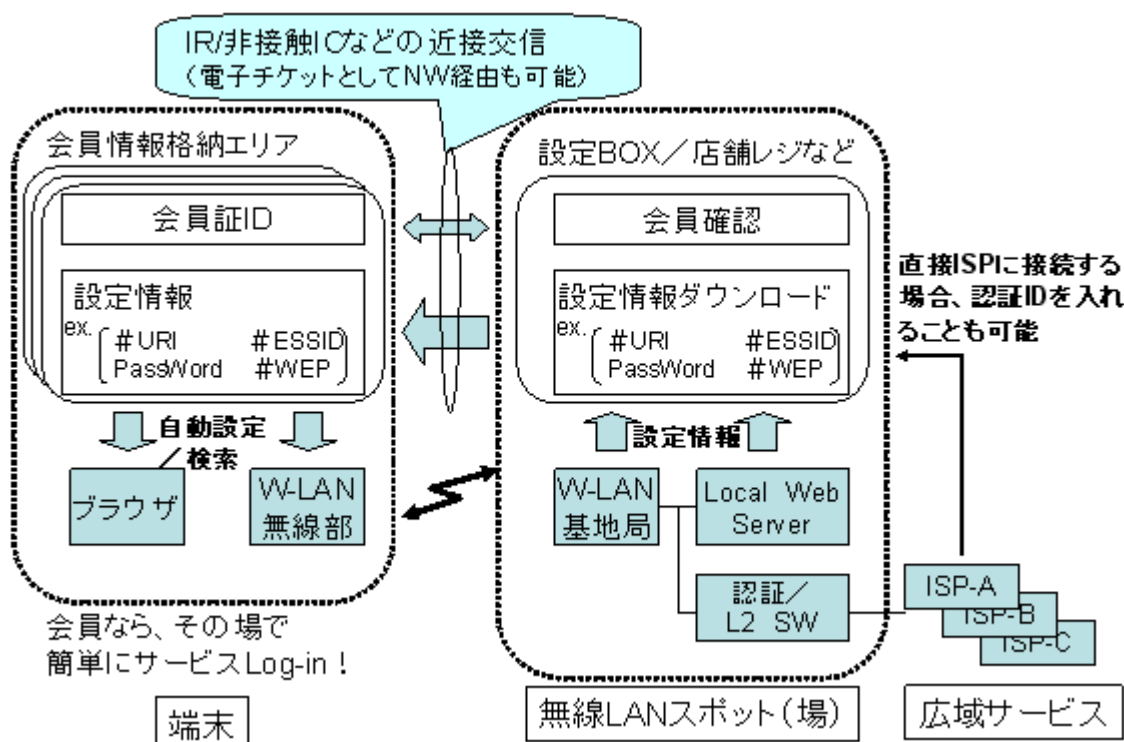 IR/非接触ICなどの近接交信
(電子チケットとしてNW経由も可能)
会員情報格納エリア
会員証ID
設定情報
ex.
#URI #ESSID
PassWord #WEP
自動設定
／検索
ブラウザ
W-LAN
無線部
会員なら、その場で
簡単にサービスLog-in！
端末
設定BOX／店舗レジなど
会員確認
設定情報ダウンロード
ex.
#URI #ESSID
PassWord #WEP
設定情報
W-LAN
基地局
Local Web
Server
認証／
L2 SW
無線LANスポット(場)
直接ISPに接続する
場合、認証IDを入れ
ることも可能
ISP-A
ISP-B
ISP-C
広域サービス